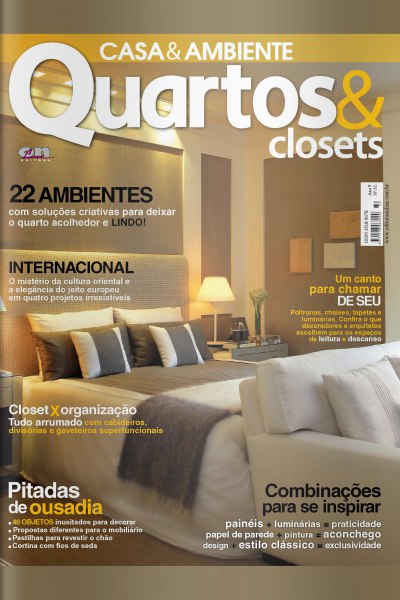 CASA & AMBIENTE
Quartos &
closets
on
EDITORA
22 AMBIENTES
com soluções criativas para deixar
o quarto acolhedor e LINDO!
INTERNACIONAL
O mistério da cultura oriental e
a elegância do jeito europeu
em quatro projetos irresistíveis
Um canto
para chamar
DE SEU
Poltronas, chaises, tapetes e
luminárias. Confira o que
decoradores e arquitetos
escolhem para os espaços
de leitura e descanso
Closet X organização
Tudo arrumado com cabideiros,
divisórias e gaveteiros superfuncionais
Pitadas
de ousadia
• 40 OBJETOS inusitados para decorar
• Propostas diferentes para o mobiliário
• Pastilhas para revestir o chão
• Cortina com fios de seda
Combinações
para se inspirar
painéis + luminárias = praticidade
papel de parede + pintura = aconchego
design + estilo clássico = exclusividade